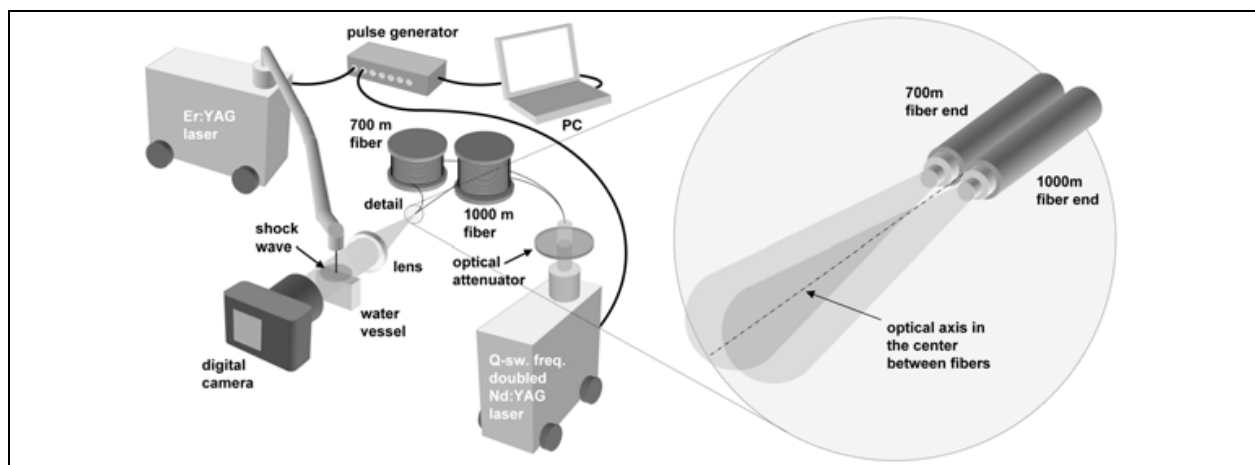 pulse generator
Er:YAG
laser
PC
700 m
fiber
detail
1000 m
fiber
shock
wave
lens
optical
attenuator
water
vessel
digital
camera
Q-sw. freq.
doubled
Nd:YAG
laser
700m
fiber end
1000m
fiber end
optical axis in
the center
between fibers